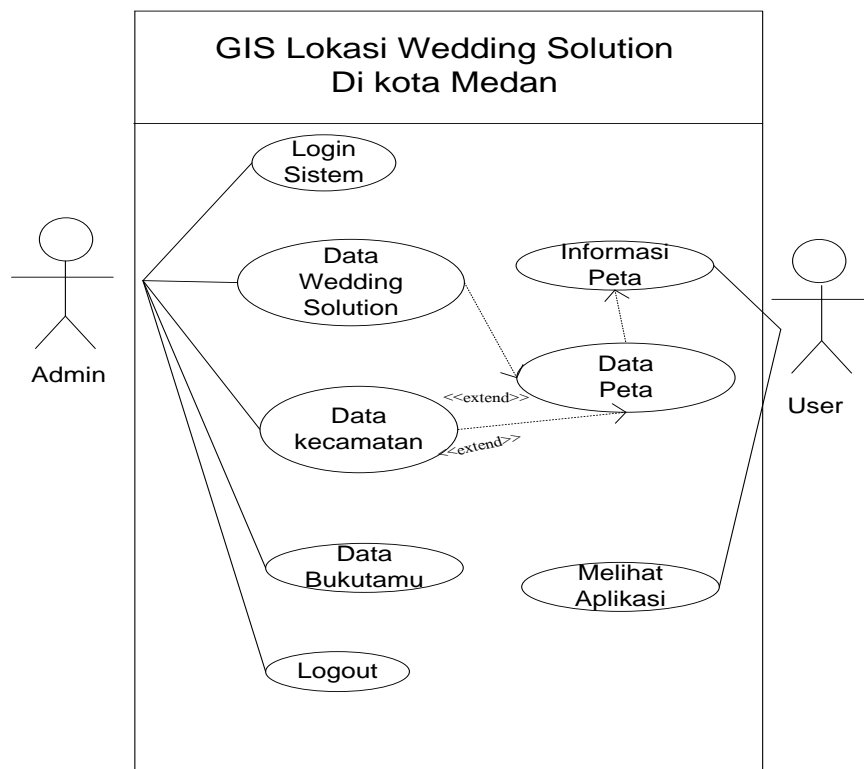 GIS Lokasi Wedding Solution
Di kota Medan
Login
Sistem
Data
Wedding
Solution
Informasi
Peta
Admin
Data
Peta
User
<<extend>>
Data
kecamatan
<<extend>>
Data
Bukutamu
Melihat
Aplikasi
Logout